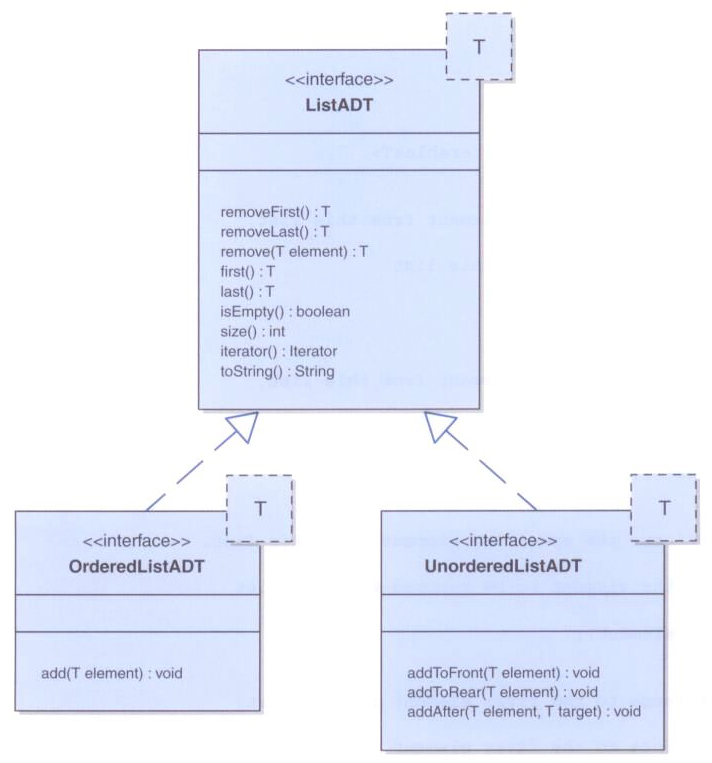 T
<<interface>>
ListADT
removeFirst() : T
removeLast() : T
remove(T element) : T
first() : T
last() : T
isEmpty() : boolean
size() : int
iterator() : Iterator
toString() : String
T
<<interface>>
OrderedListADT
add(T element) : void
T
<<interface>>
UnorderedListADT
addToFront(T element) : void
addToRear(T element) : void
addAfter(T element, T target) : void